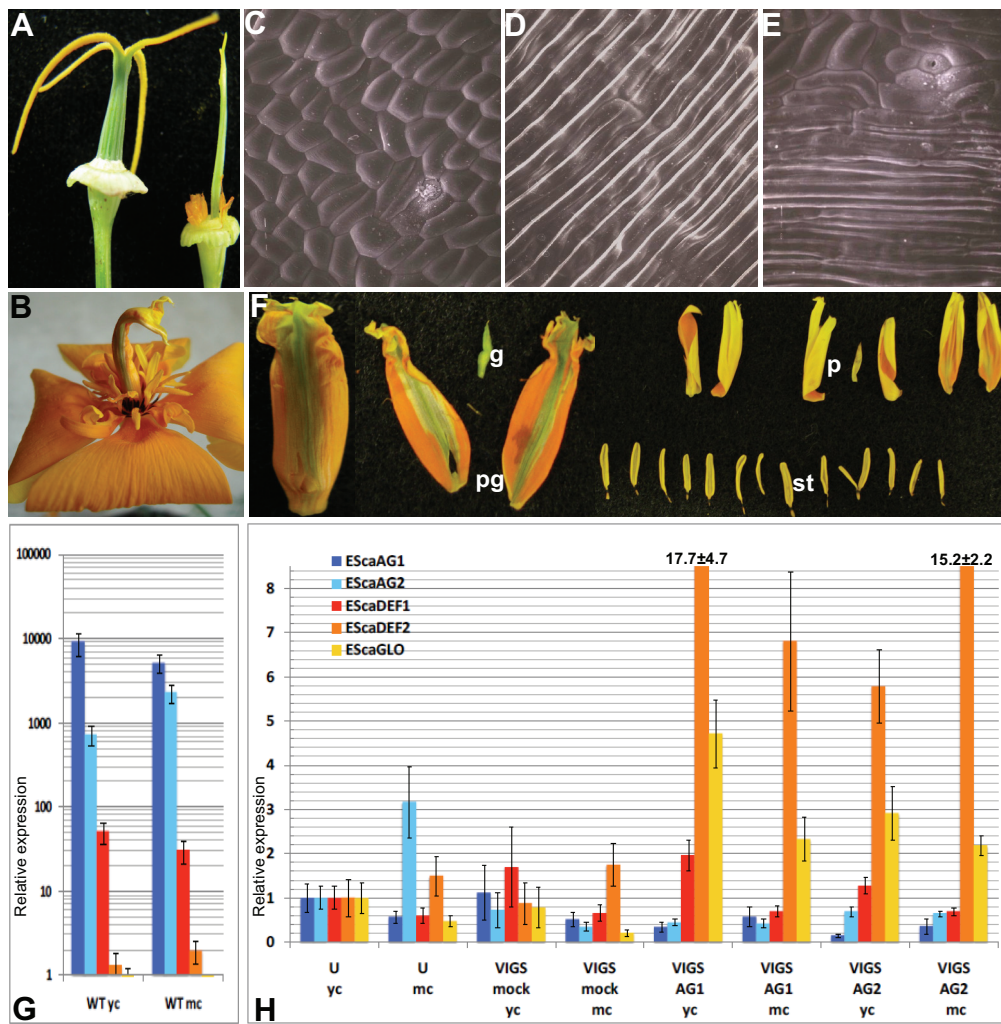 A
C
D
E
B
F
g
p
pg
st
G
Relative expression
100000
10000
1000
100
10
1
WT yc
WT mc
H
Relative expression
EScaAG1
EScaAG2
EScaDEF1
EScaDEF2
EScaGLO
17.7±4.7
15.2±2.2
8
7
6
5
4
3
2
1
0
U yc
U mc
VIGS mock yc
VIGS mock mc
VIGS AG1 yc
VIGS AG1 mc
VIGS AG2 yc
VIGS AG2 mc